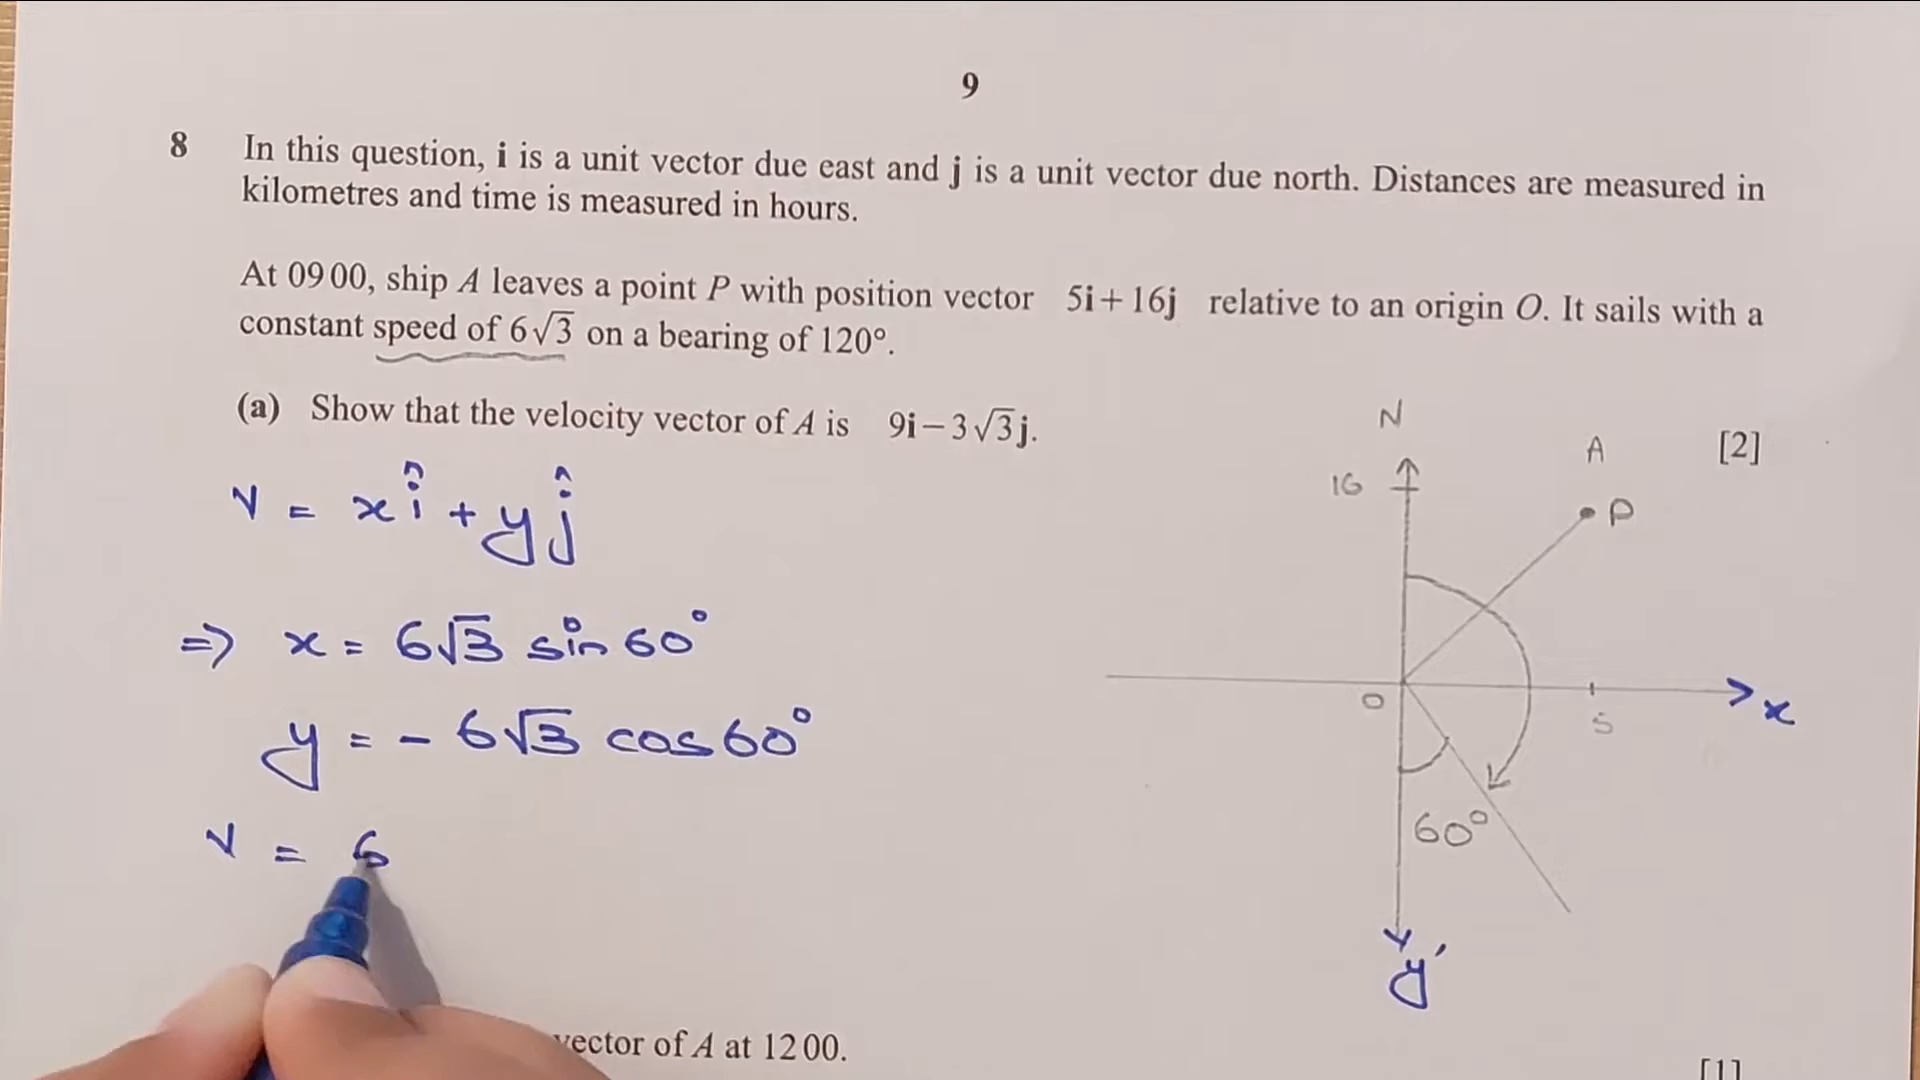 9
8 In this question, i is a unit vector due east and j is a unit vector due north. Distances are measured in
kilometres and time is measured in hours.
At 09 00, ship A leaves a point P with position vector 5i + 16j relative to an origin O. It sails with a
constant speed of 6√3 on a bearing of 120°.
(a) Show that the velocity vector of A is 9i − 3√3j.
[2]
N
A
16
P
v = xî + yĵ
⇒ x = 6√3 sin 60°
O
5
x
y = - 6√3 cos 60°
60°
v = 6
y'
vector of A at 12 00.
[1]